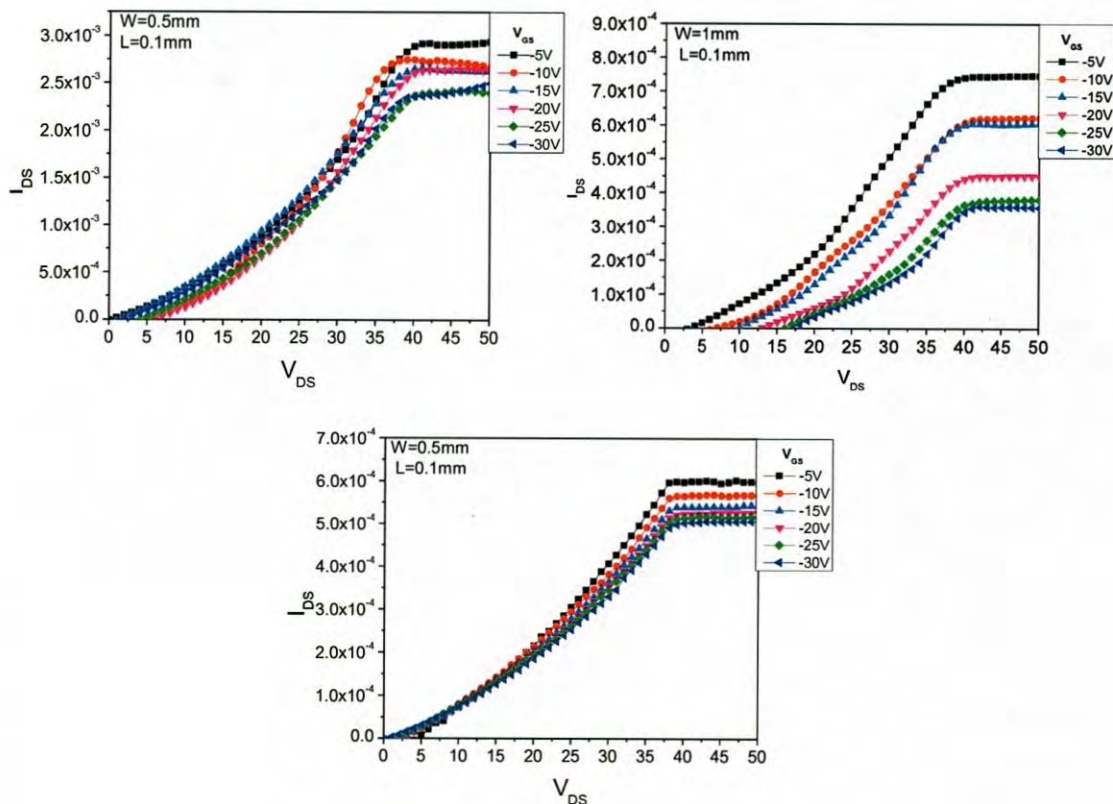 W=0.5mm
L=0.1mm
V_GS
-5V
-10V
-15V
-20V
-25V
-30V
3.0x10⁻³
2.5x10⁻³
2.0x10⁻³
1.5x10⁻³
1.0x10⁻³
5.0x10⁻⁴
0.0
I_DS
0 5 10 15 20 25 30 35 40 45 50
V_DS
W=1mm
L=0.1mm
V_GS
-5V
-10V
-15V
-20V
-25V
-30V
9.0x10⁻⁴
8.0x10⁻⁴
7.0x10⁻⁴
6.0x10⁻⁴
5.0x10⁻⁴
4.0x10⁻⁴
3.0x10⁻⁴
2.0x10⁻⁴
1.0x10⁻⁴
0.0
I_DS
0 5 10 15 20 25 30 35 40 45 50
V_DS
W=0.5mm
L=0.1mm
V_GS
-5V
-10V
-15V
-20V
-25V
-30V
7.0x10⁻⁴
6.0x10⁻⁴
5.0x10⁻⁴
4.0x10⁻⁴
3.0x10⁻⁴
2.0x10⁻⁴
1.0x10⁻⁴
0.0
I_DS
0 5 10 15 20 25 30 35 40 45 50
V_DS